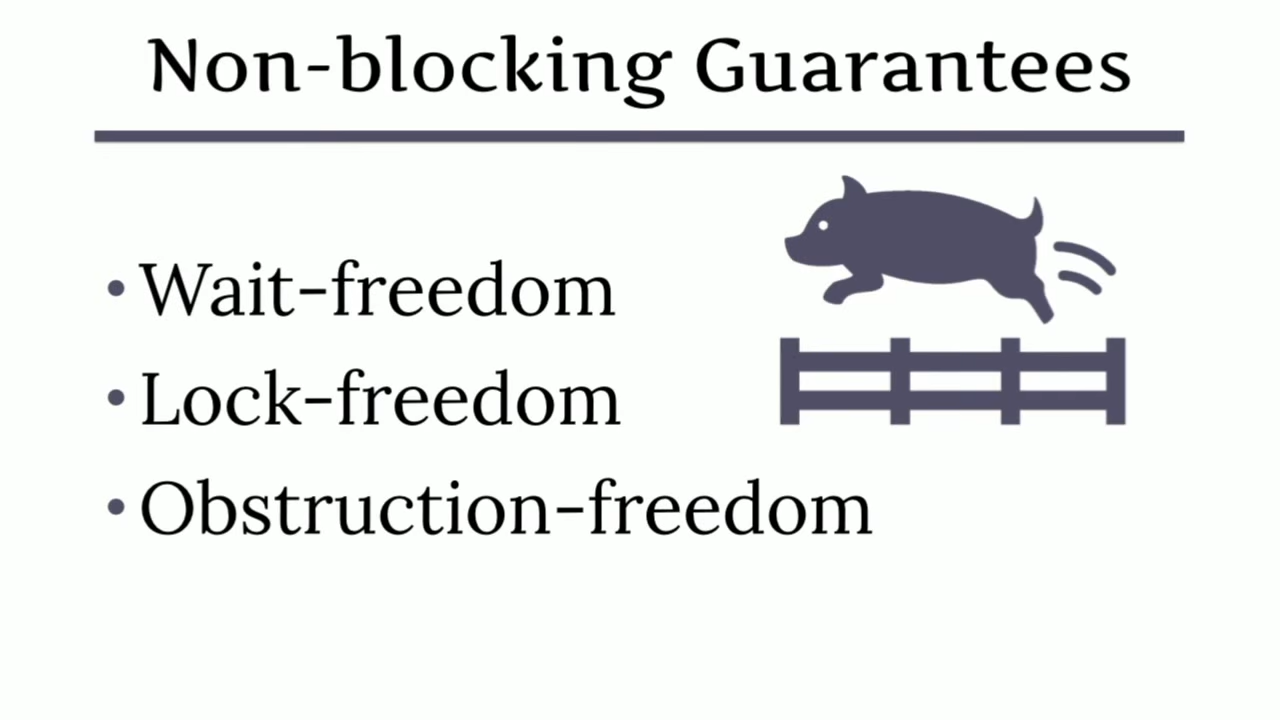 Non-blocking Guarantees
• Wait-freedom
• Lock-freedom
• Obstruction-freedom